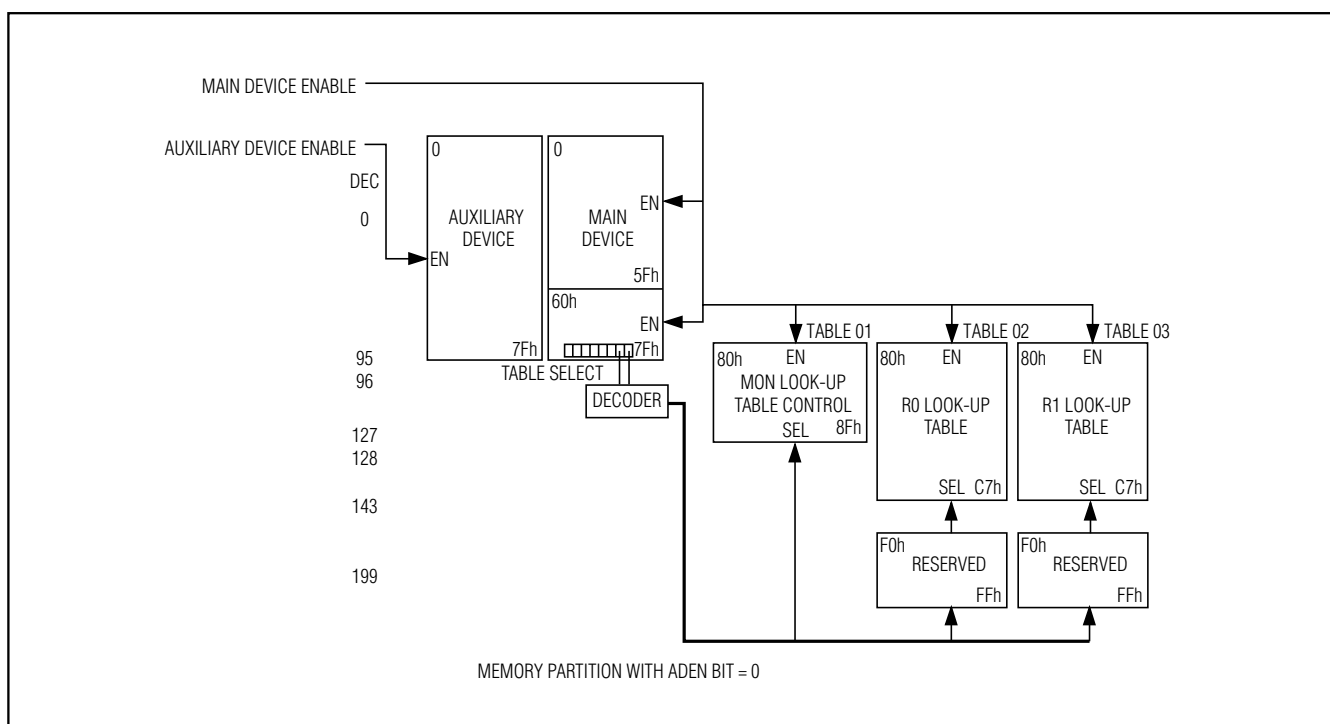 MAIN DEVICE ENABLE
AUXILIARY DEVICE ENABLE
DEC
0
95
96
127
128
143
199
0
AUXILIARY
DEVICE
EN
7Fh
0
MAIN
DEVICE
EN
5Fh
60h
EN
7Fh
TABLE SELECT
DECODER
TABLE 01
80h
EN
MON LOOK-UP
TABLE CONTROL
SEL
8Fh
TABLE 02
80h
EN
R0 LOOK-UP
TABLE
SEL C7h
F0h
RESERVED
FFh
TABLE 03
80h
EN
R1 LOOK-UP
TABLE
SEL C7h
F0h
RESERVED
FFh
MEMORY PARTITION WITH ADEN BIT = 0